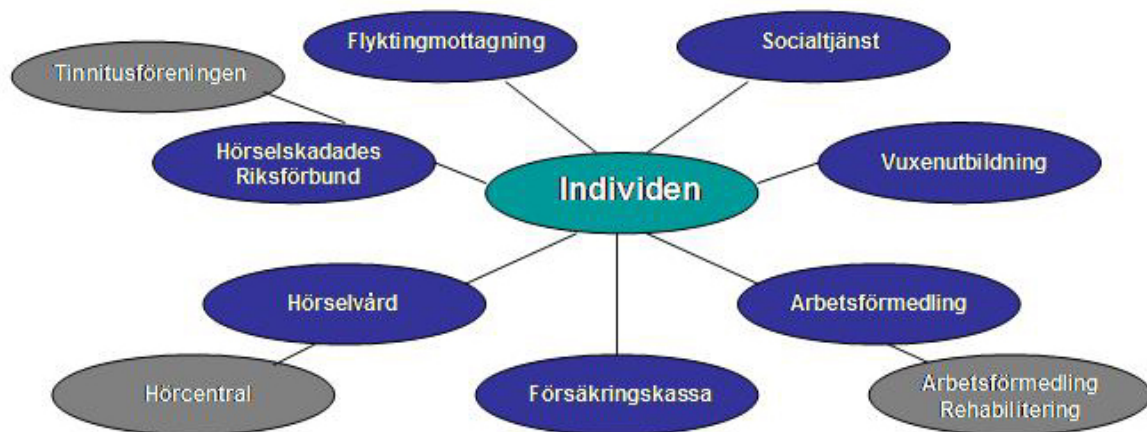 Flyktingmottagning
Socialtjänst
Tinnitusföreningen
Hörselskadades
Riksförbund
Vuxenutbildning
Individen
Hörselvård
Arbetsförmedling
Hörcentral
Försäkringskassa
Arbetsförmedling
Rehabilitering